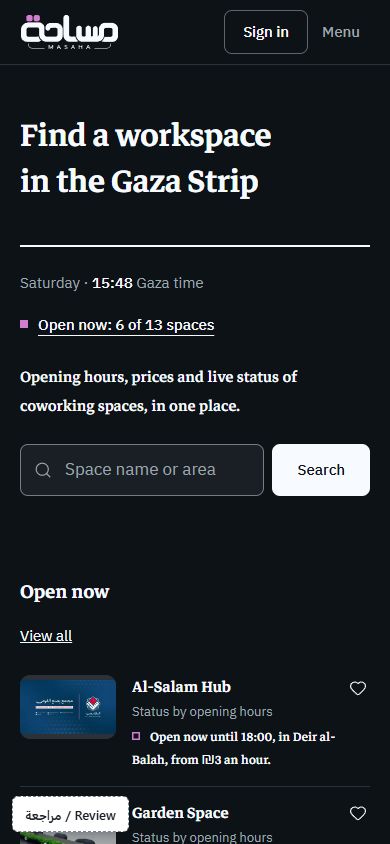 مساحة
MASAHA
Sign in
Menu
Find a workspace
in the Gaza Strip
Saturday · 15:48 Gaza time
Open now: 6 of 13 spaces
Opening hours, prices and live status of
coworking spaces, in one place.
Space name or area
Search
Open now
View all
Al-Salam Hub
Status by opening hours
Open now until 18:00, in Deir al-
Balah, from ₪3 an hour.
Garden Space
Status by opening hours
مراجعة / Review